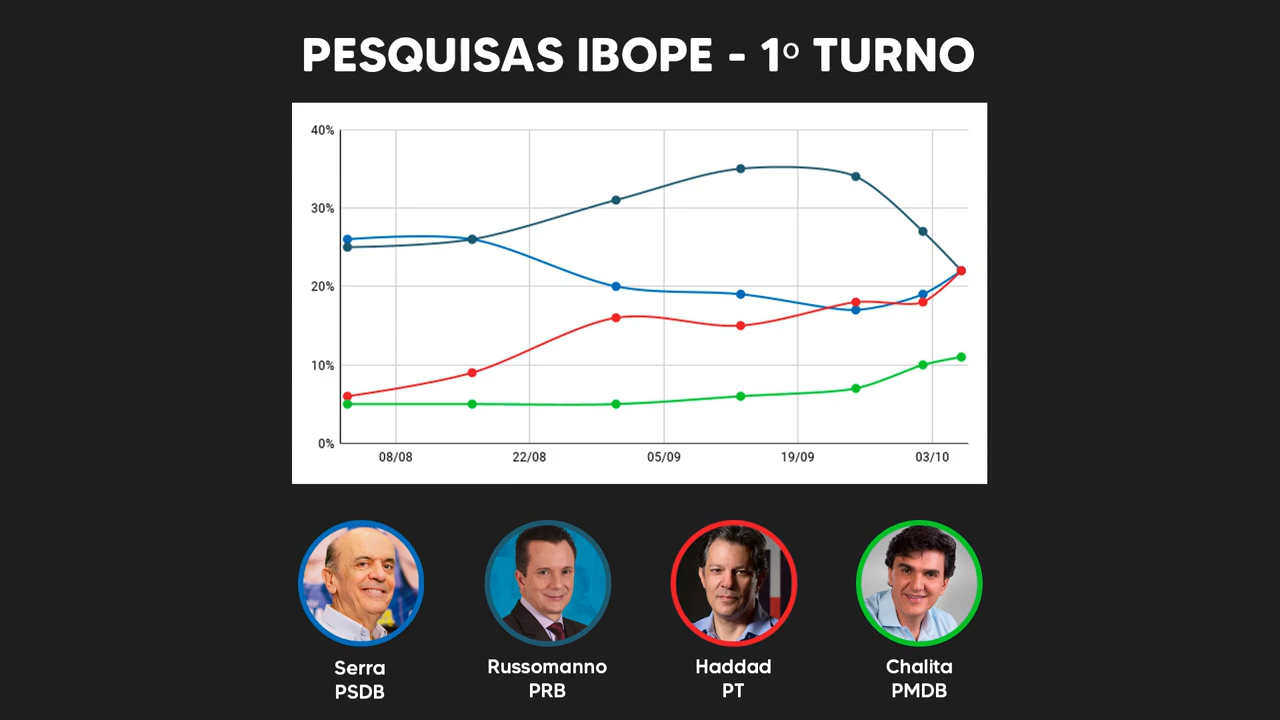 PESQUISAS IBOPE - 1º TURNO
40%
30%
20%
10%
0%
08/08 22/08 05/09 19/09 03/10
Serra Russomanno Haddad Chalita
PSDB PRB PT PMDB